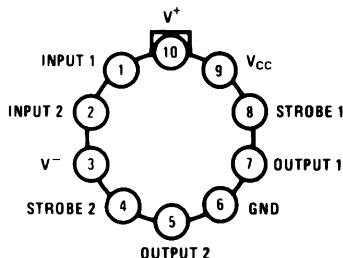 V+
10
INPUT 1
1
9
VCC
INPUT 2
2
8
STROBE 1
V−
3
7
OUTPUT 1
STROBE 2
4
5
6
GND
OUTPUT 2